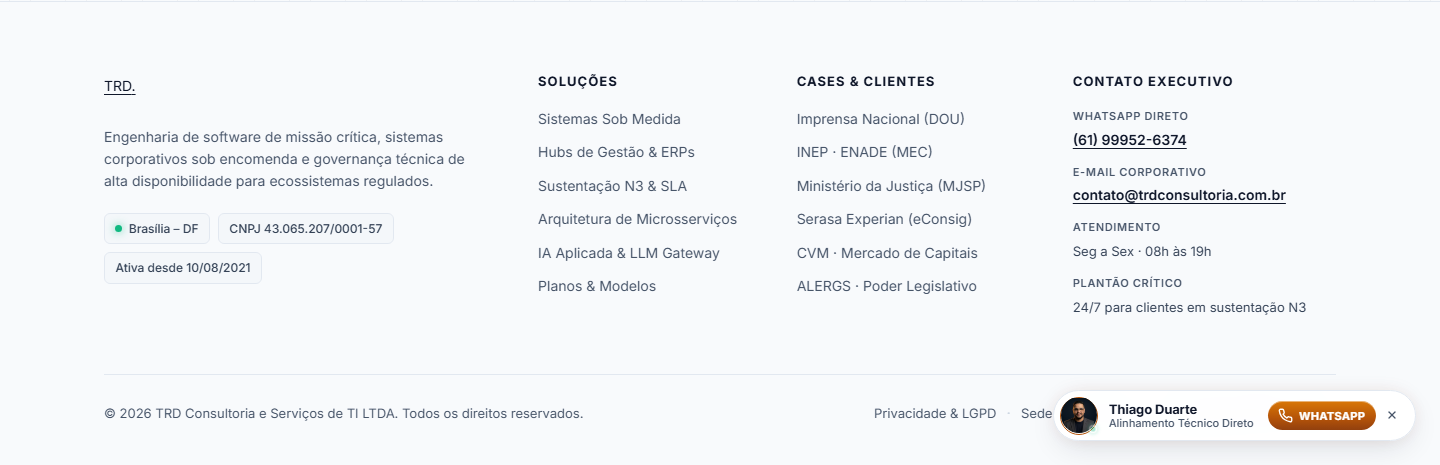 TRD.
Engenharia de software de missão crítica, sistemas
corporativos sob encomenda e governança técnica de
alta disponibilidade para ecossistemas regulados.
Brasília – DF
CNPJ 43.065.207/0001-57
Ativa desde 10/08/2021
SOLUÇÕES
Sistemas Sob Medida
Hubs de Gestão & ERPs
Sustentação N3 & SLA
Arquitetura de Microsserviços
IA Aplicada & LLM Gateway
Planos & Modelos
CASES & CLIENTES
Imprensa Nacional (DOU)
INEP · ENADE (MEC)
Ministério da Justiça (MJSP)
Serasa Experian (eConsig)
CVM · Mercado de Capitais
ALERGS · Poder Legislativo
CONTATO EXECUTIVO
WHATSAPP DIRETO
(61) 99952-6374
E-MAIL CORPORATIVO
contato@trdconsultoria.com.br
ATENDIMENTO
Seg a Sex · 08h às 19h
PLANTÃO CRÍTICO
24/7 para clientes em sustentação N3
© 2026 TRD Consultoria e Serviços de TI LTDA. Todos os direitos reservados.
Privacidade & LGPD · Sede
Thiago Duarte
Alinhamento Técnico Direto
WHATSAPP ×